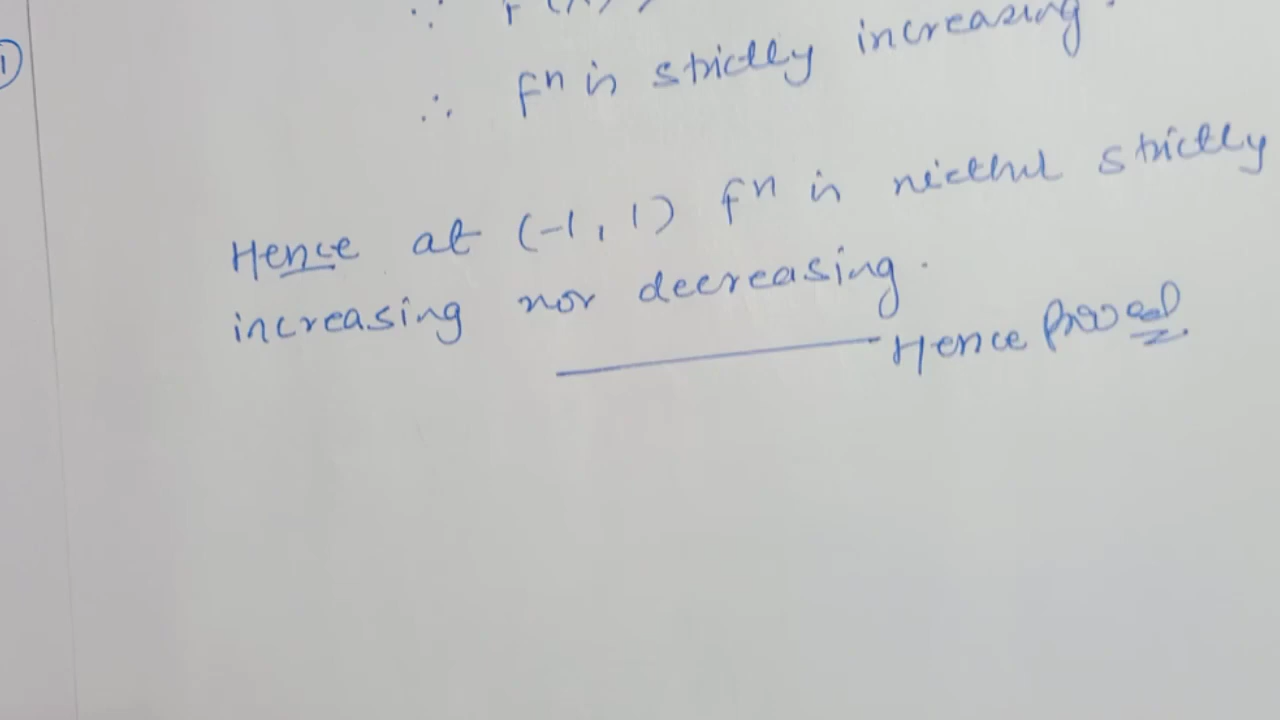 ∴ fⁿ is strictly increasing.
Hence at (-1, 1) fⁿ is neither strictly
increasing nor decreasing.
Hence proved